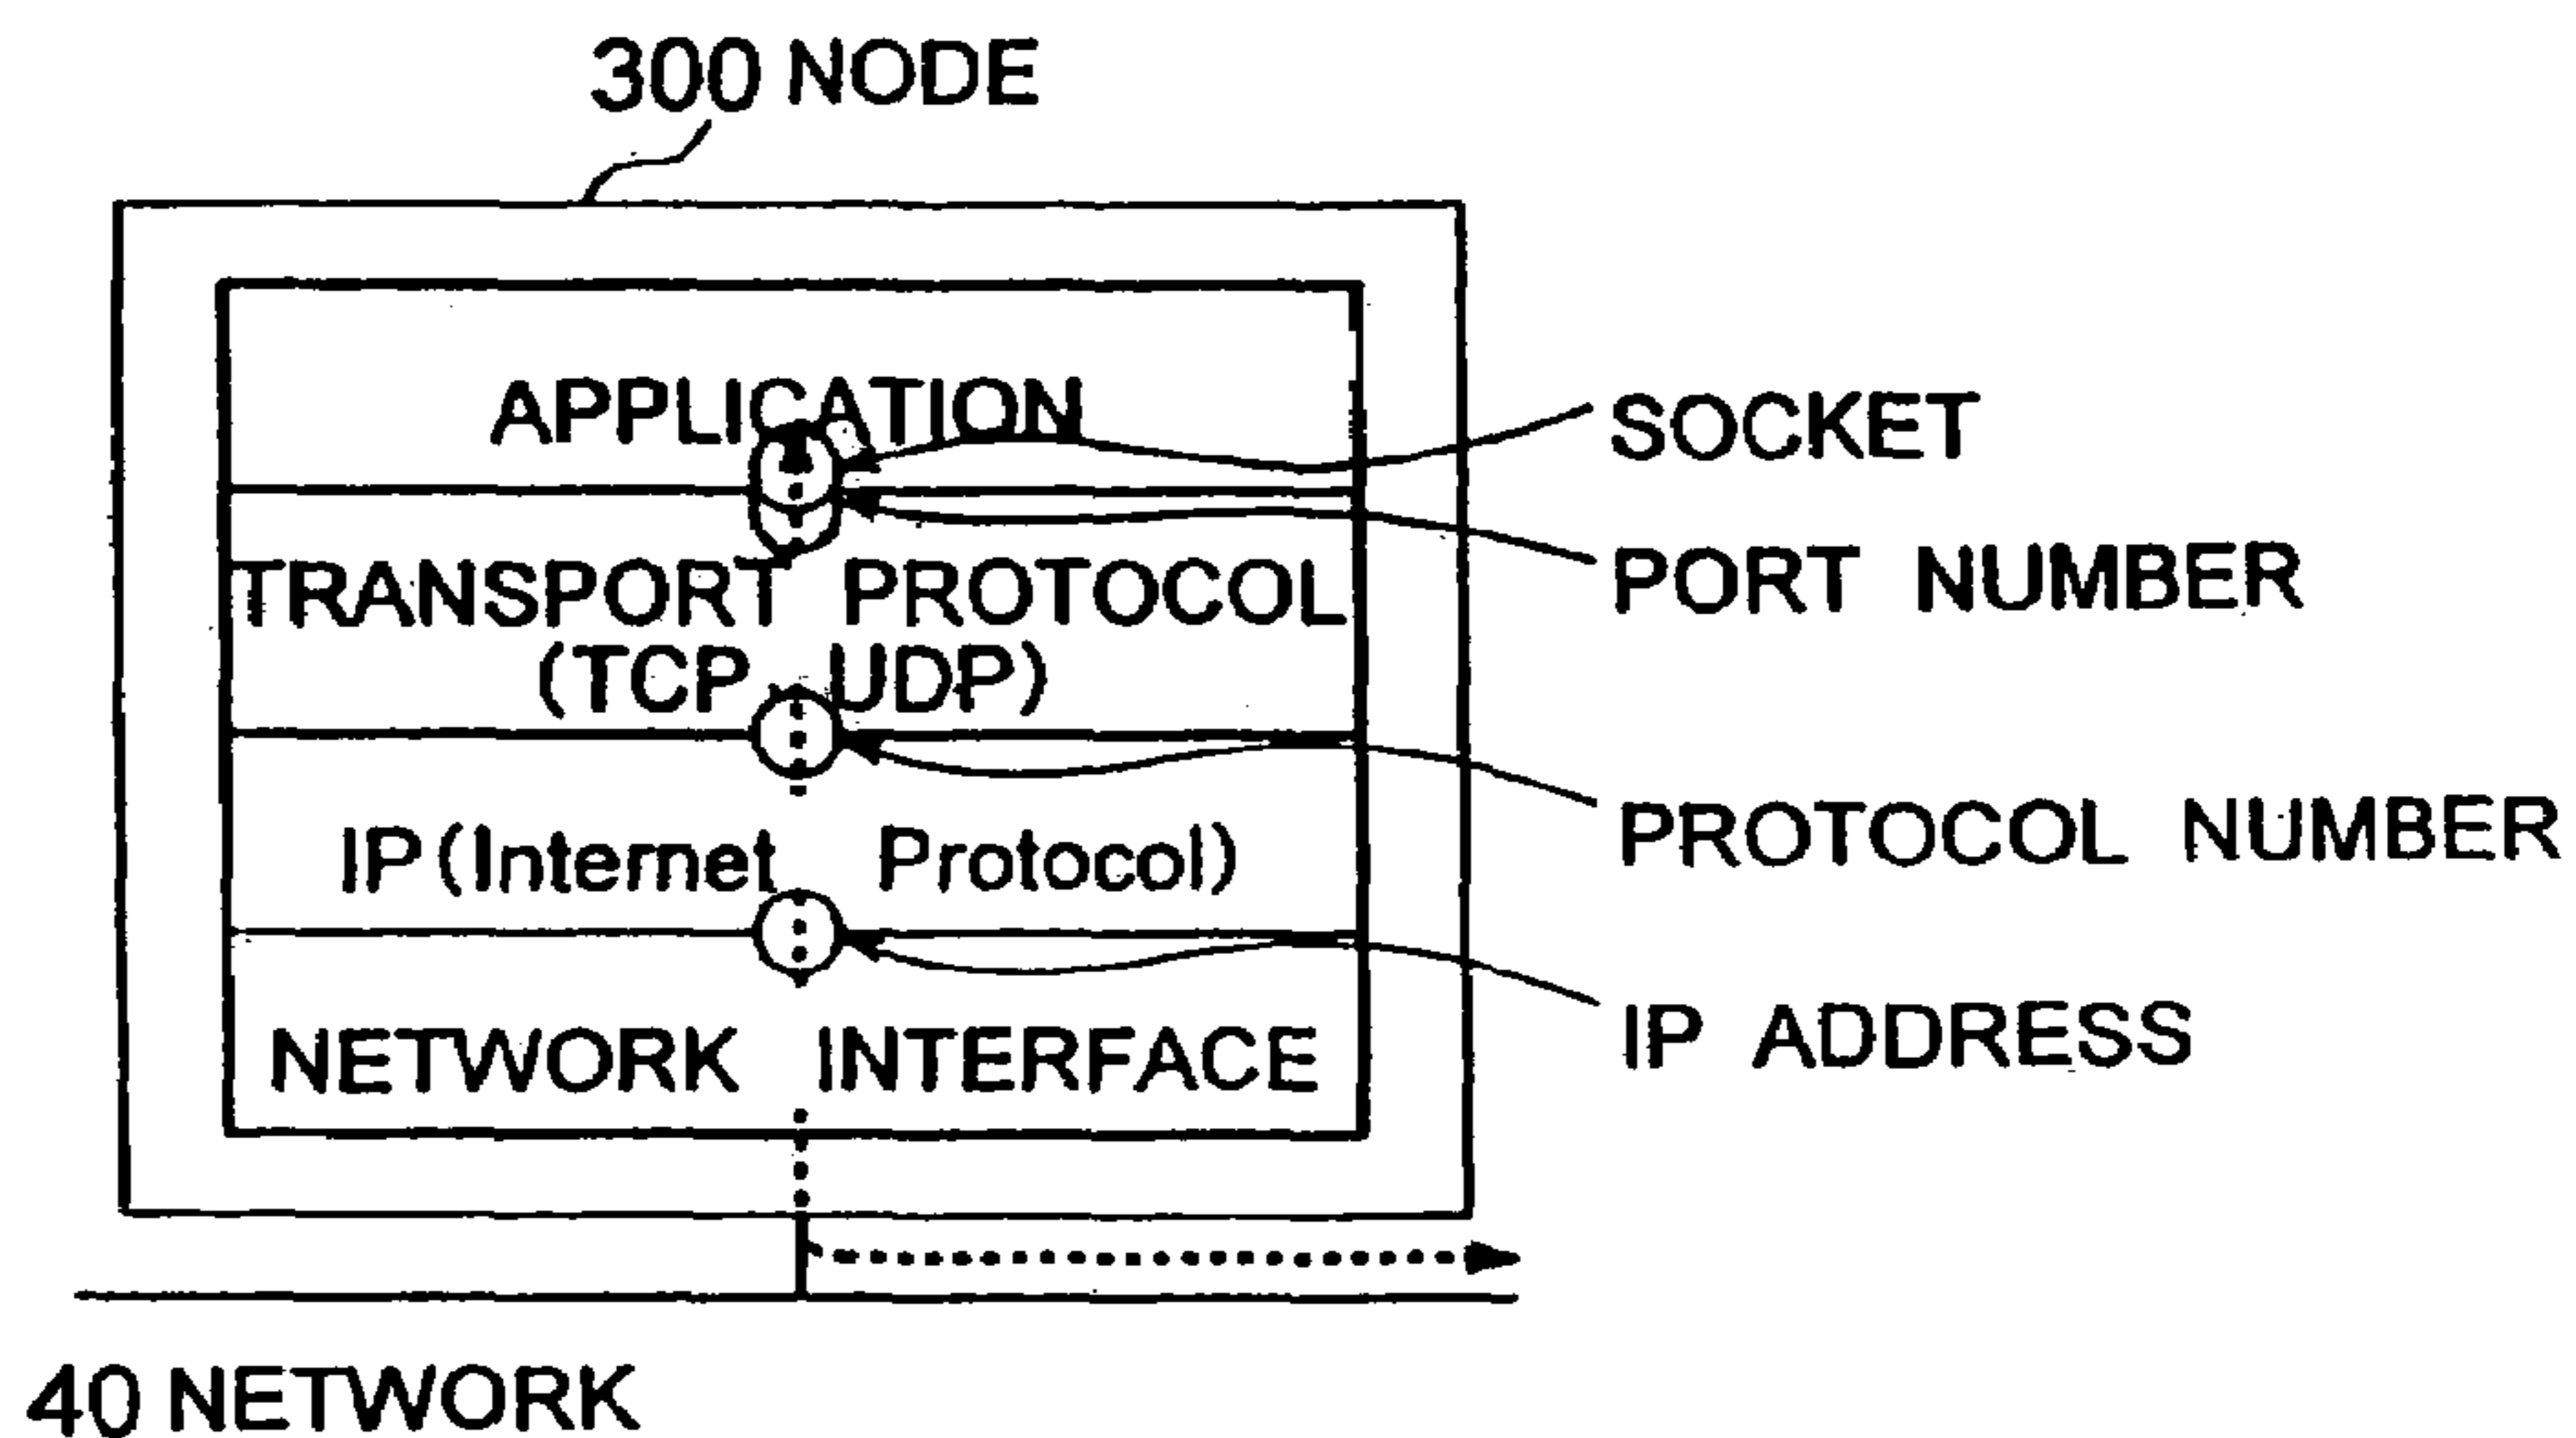 300 NODE
APPLICATION
SOCKET
PORT NUMBER
TRANSPORT PROTOCOL
(TCP, UDP)
PROTOCOL NUMBER
IP(Internet Protocol)
IP ADDRESS
NETWORK INTERFACE
40 NETWORK